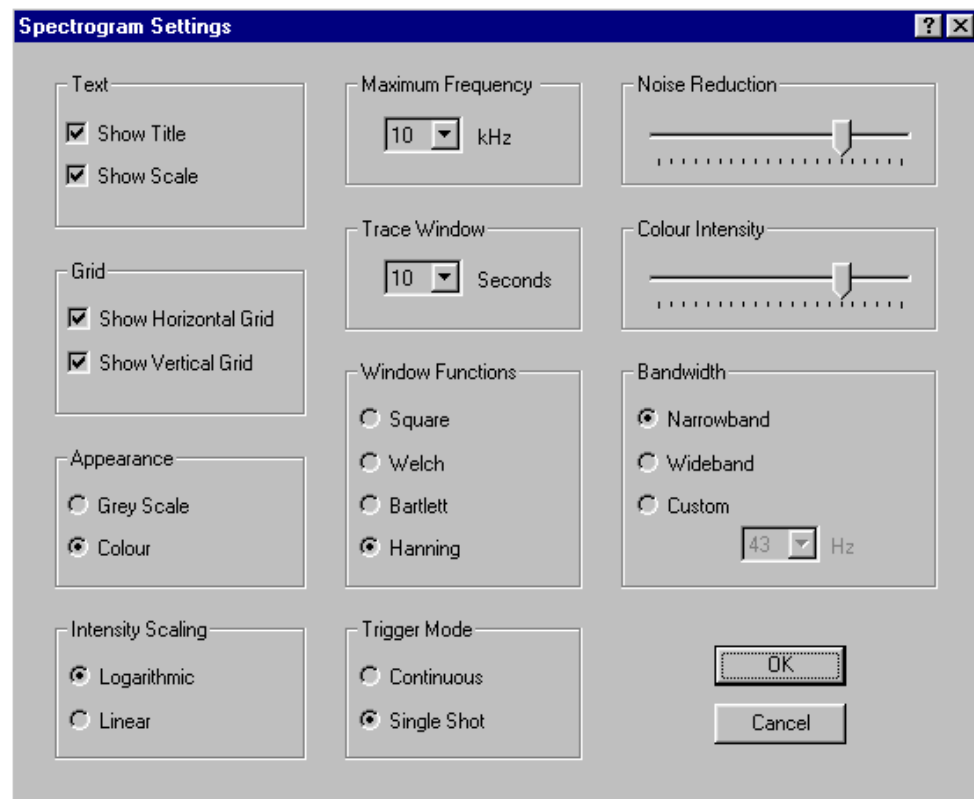 Spectrogram Settings
Text
Show Title
Show Scale
Grid
Show Horizontal Grid
Show Vertical Grid
Appearance
Grey Scale
Colour
Intensity Scaling
Logarithmic
Linear
Maximum Frequency
10 kHz
Trace Window
10 Seconds
Window Functions
Square
Welch
Bartlett
Hanning
Trigger Mode
Continuous
Single Shot
Noise Reduction
Colour Intensity
Bandwidth
Narrowband
Wideband
Custom
43 Hz
OK
Cancel